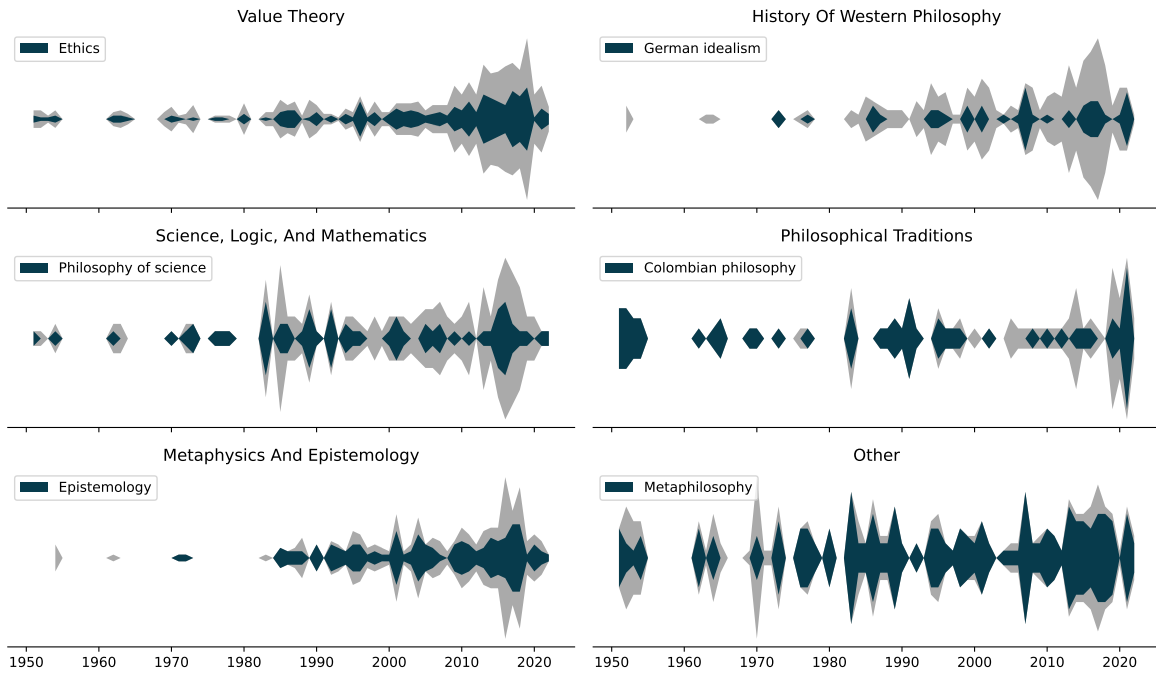 Value Theory
Ethics
History Of Western Philosophy
German idealism
Science, Logic, And Mathematics
Philosophy of science
Philosophical Traditions
Colombian philosophy
Metaphysics And Epistemology
Epistemology
1950 1960 1970 1980 1990 2000 2010 2020
Other
Metaphilosophy
1950 1960 1970 1980 1990 2000 2010 2020